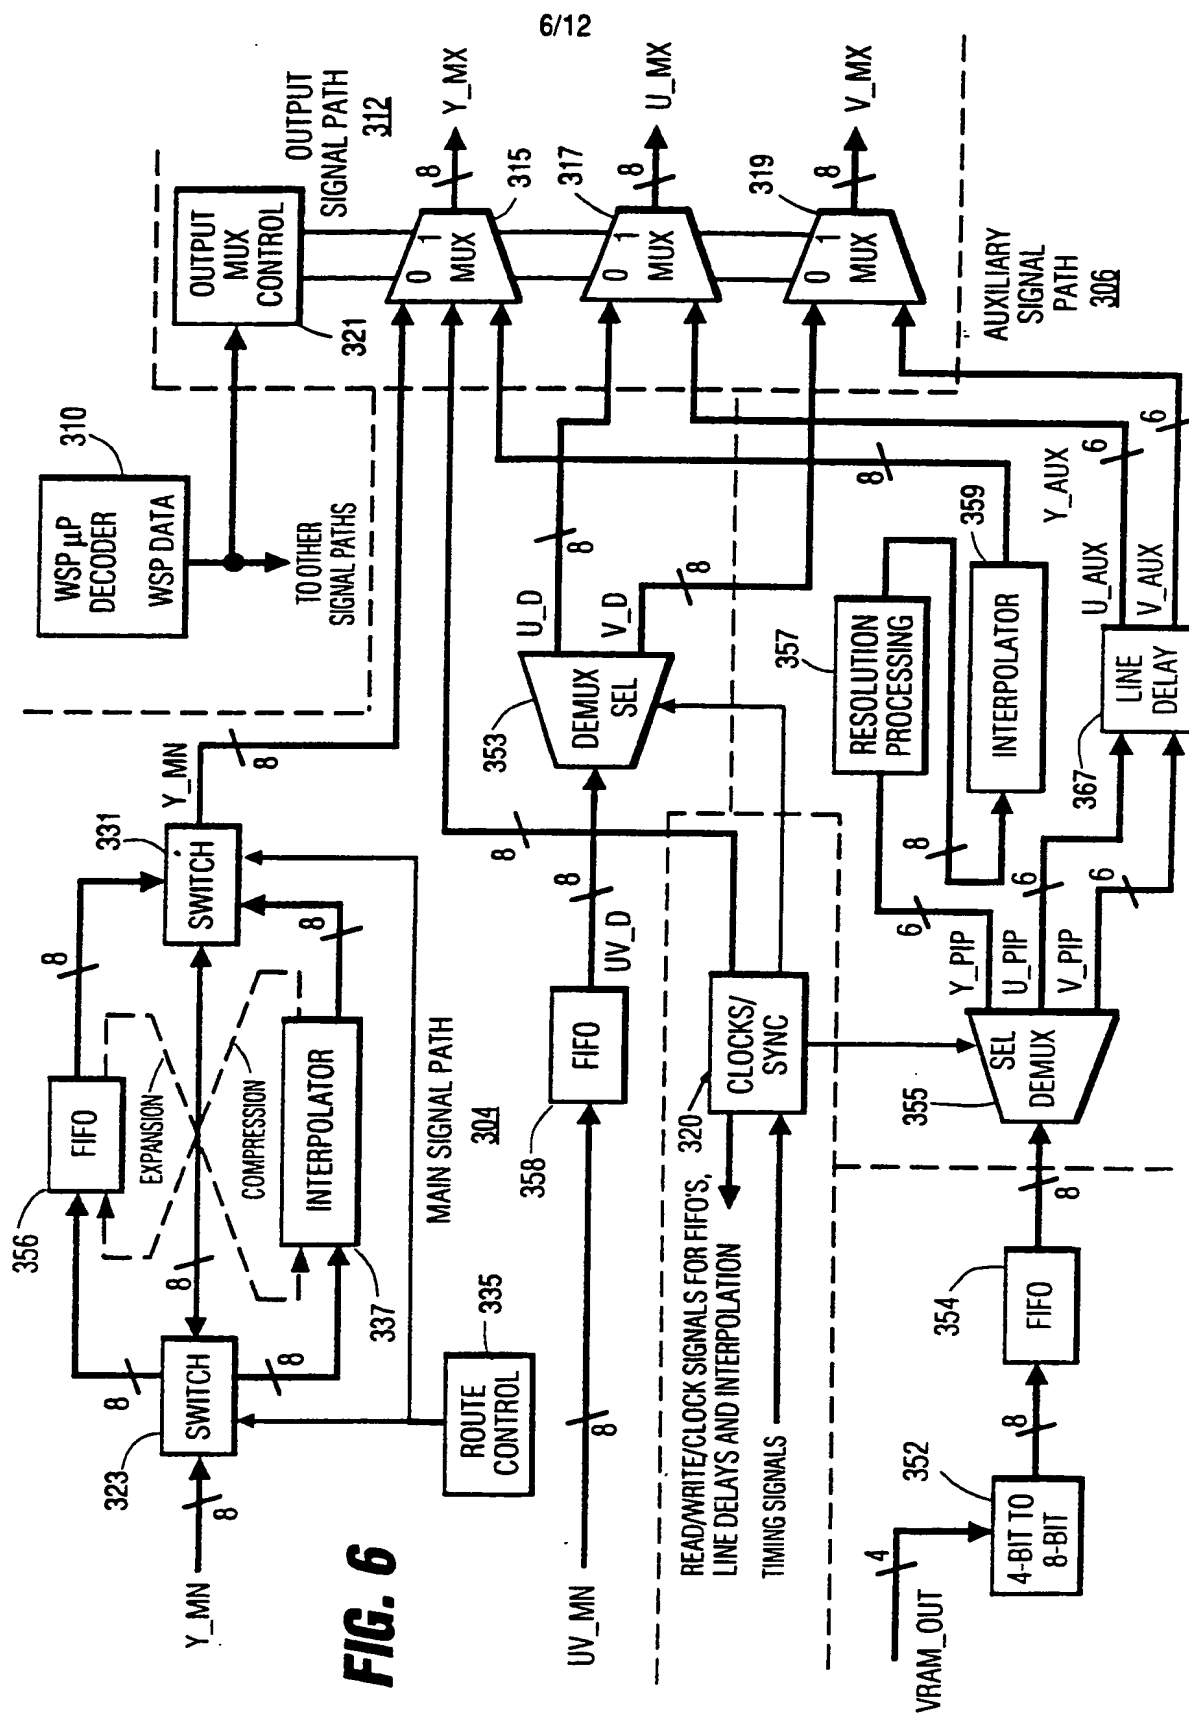 6/12
WSP µP
DECODER
WSP DATA
310
TO OTHER
SIGNAL PATHS
OUTPUT
MUX
CONTROL
321
OUTPUT
SIGNAL PATH
312
Y_MN
8
323
SWITCH
8
8
8
356
FIFO
8
EXPANSION
COMPRESSION
INTERPOLATOR
337
8
331
SWITCH
Y_MN
8
335
ROUTE
CONTROL
MAIN SIGNAL PATH
304
0 1
MUX
315
8
Y_MX
0 1
MUX
317
8
U_MX
0 1
MUX
319
8
V_MX
UV_MN
8
358
FIFO
UV_D
8
353
DEMUX
SEL
U_D
8
V_D
8
8
READ/WRITE/CLOCK SIGNALS FOR FIFO'S,
LINE DELAYS AND INTERPOLATION
TIMING SIGNALS
320
CLOCKS/
SYNC
AUXILIARY
SIGNAL
PATH
306
VRAM_OUT
4
352
4-BIT TO
8-BIT
8
354
FIFO
8
355
SEL
DEMUX
Y_PIP
6
U_PIP
6
V_PIP
6
357
RESOLUTION
PROCESSING
8
INTERPOLATOR
359
8
Y_AUX
367
LINE
DELAY
U_AUX
6
V_AUX
6
FIG. 6